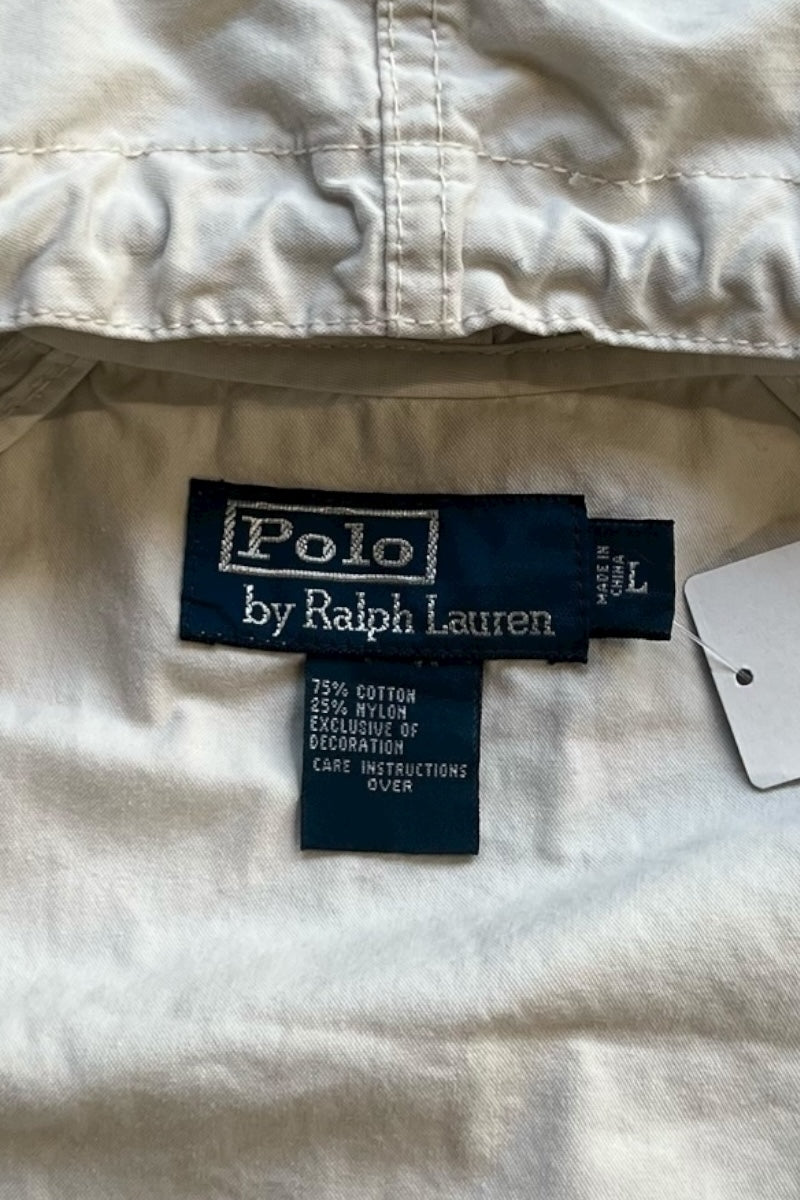 Polo
by Ralph Lauren
MADE IN
CHINA
L
75% COTTON
25% NYLON
EXCLUSIVE OF
DECORATION
CARE INSTRUCTIONS
OVER